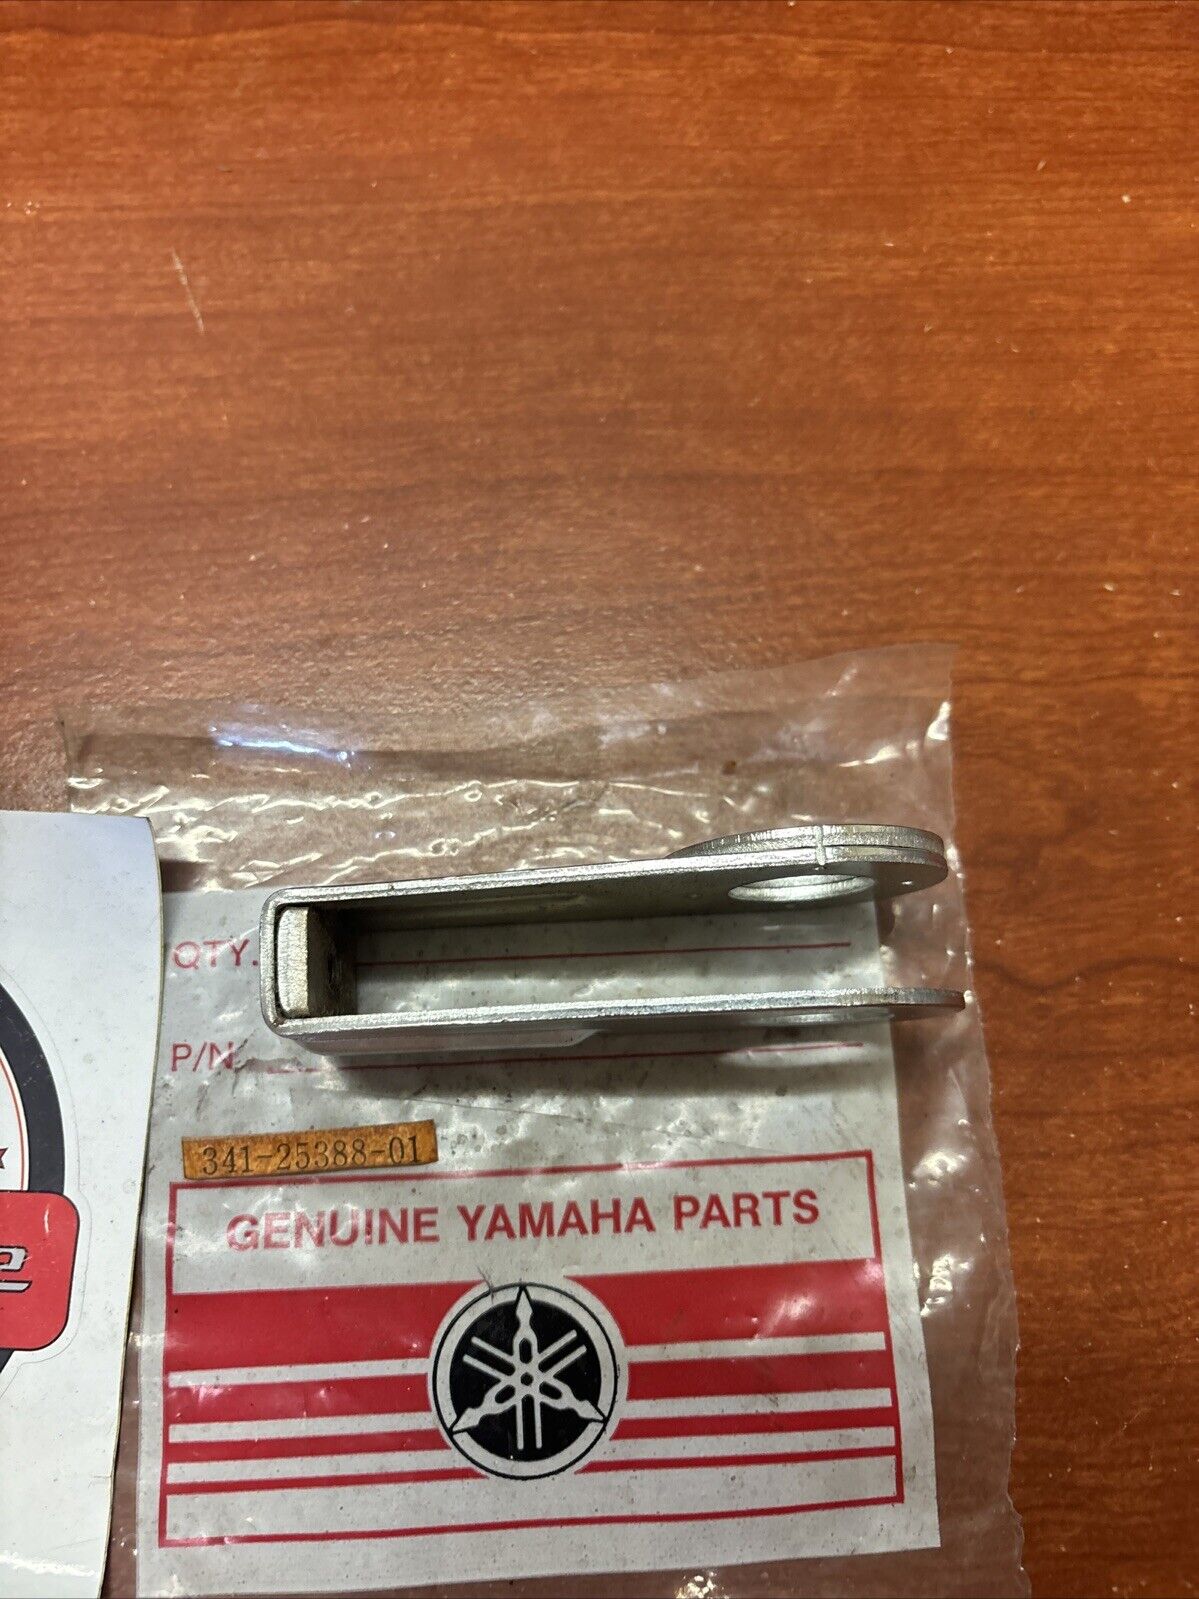 QTY.
P/N
341-25388-01
GENUINE YAMAHA PARTS